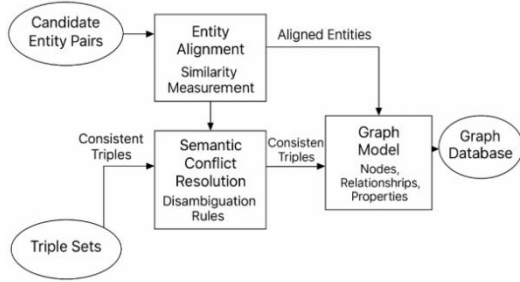 Candidate
Entity Pairs
Entity
Alignment
Similarity
Measurement
Aligned Entities
Consistent
Triples
Semantic
Conflict
Resolution
Disambiguation
Rules
Consisten
Triples
Graph
Model
Nodes,
Relationshrips,
Properties
Graph
Database
Triple Sets